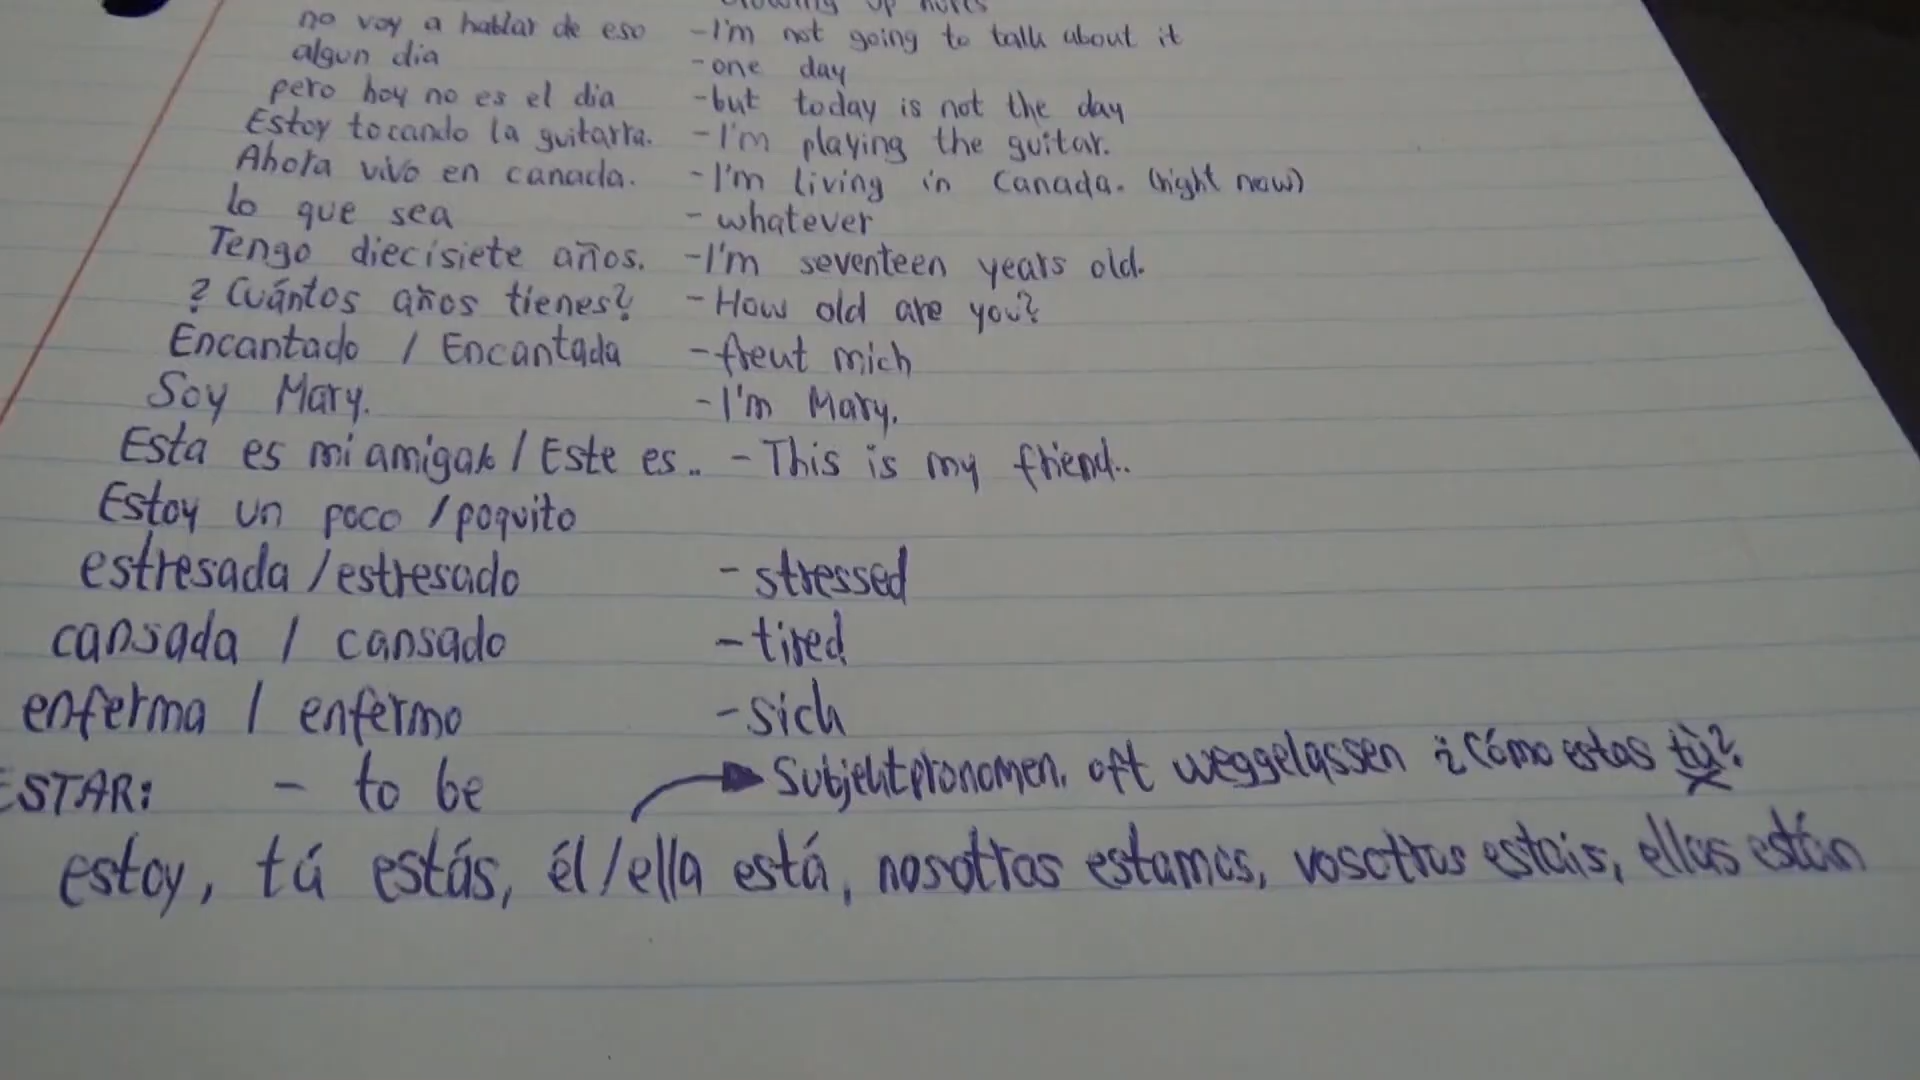 up hurts
no voy a hablar de eso - I'm not going to talk about it
algun dia - one day
pero hoy no es el dia - but today is not the day
Estoy tocando la guitarra. - I'm playing the guitar.
Ahora vivo en canada. - I'm living in Canada. (right now)
lo que sea - whatever
Tengo diecisiete años. - I'm seventeen years old.
? Cuántos años tienes? - How old are you?
Encantado / Encantada - freut mich
Soy Mary. - I'm Mary.
Esta es mi amiga/o / Este es.. - This is my friend..
Estoy un poco / poquito
estresada / estresado - stressed
cansada / cansado - tired
enferma / enfermo - sick
ESTAR: - to be
Subjektpronomen. oft weggelassen ¿Cómo estas tù?
estoy, tú estás, él/ella está, nosotros estamos, vosotros estais, ellas están